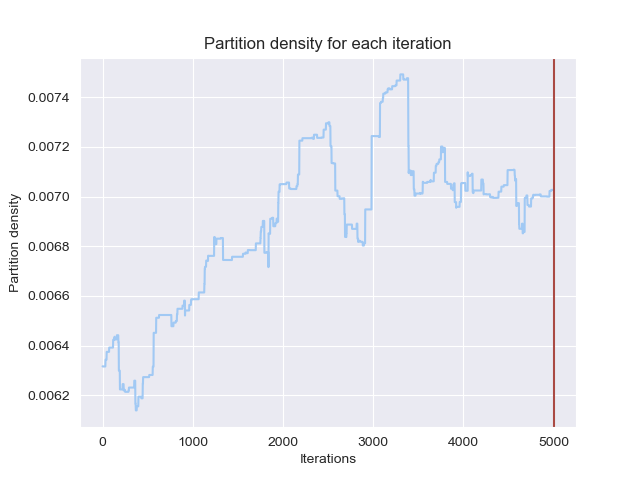 Partition density for each iteration
Partition density
0.0074
0.0072
0.0070
0.0068
0.0066
0.0064
0.0062
0 1000 2000 3000 4000 5000
Iterations